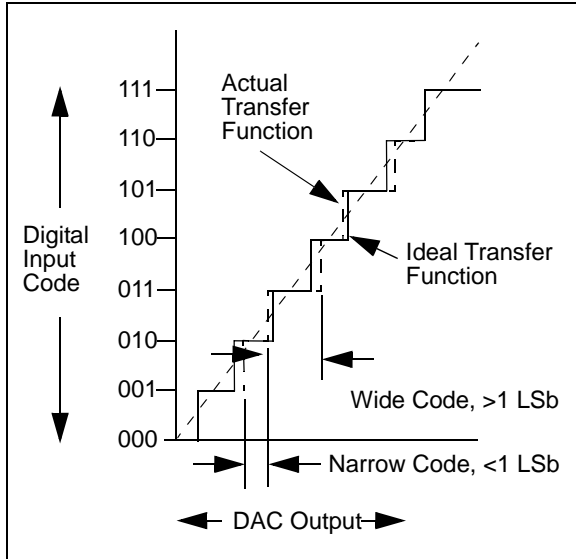 111
110
101
100
011
010
001
000
Digital
Input
Code
Actual
Transfer
Function
Ideal Transfer
Function
Wide Code, >1 LSb
Narrow Code, <1 LSb
DAC Output